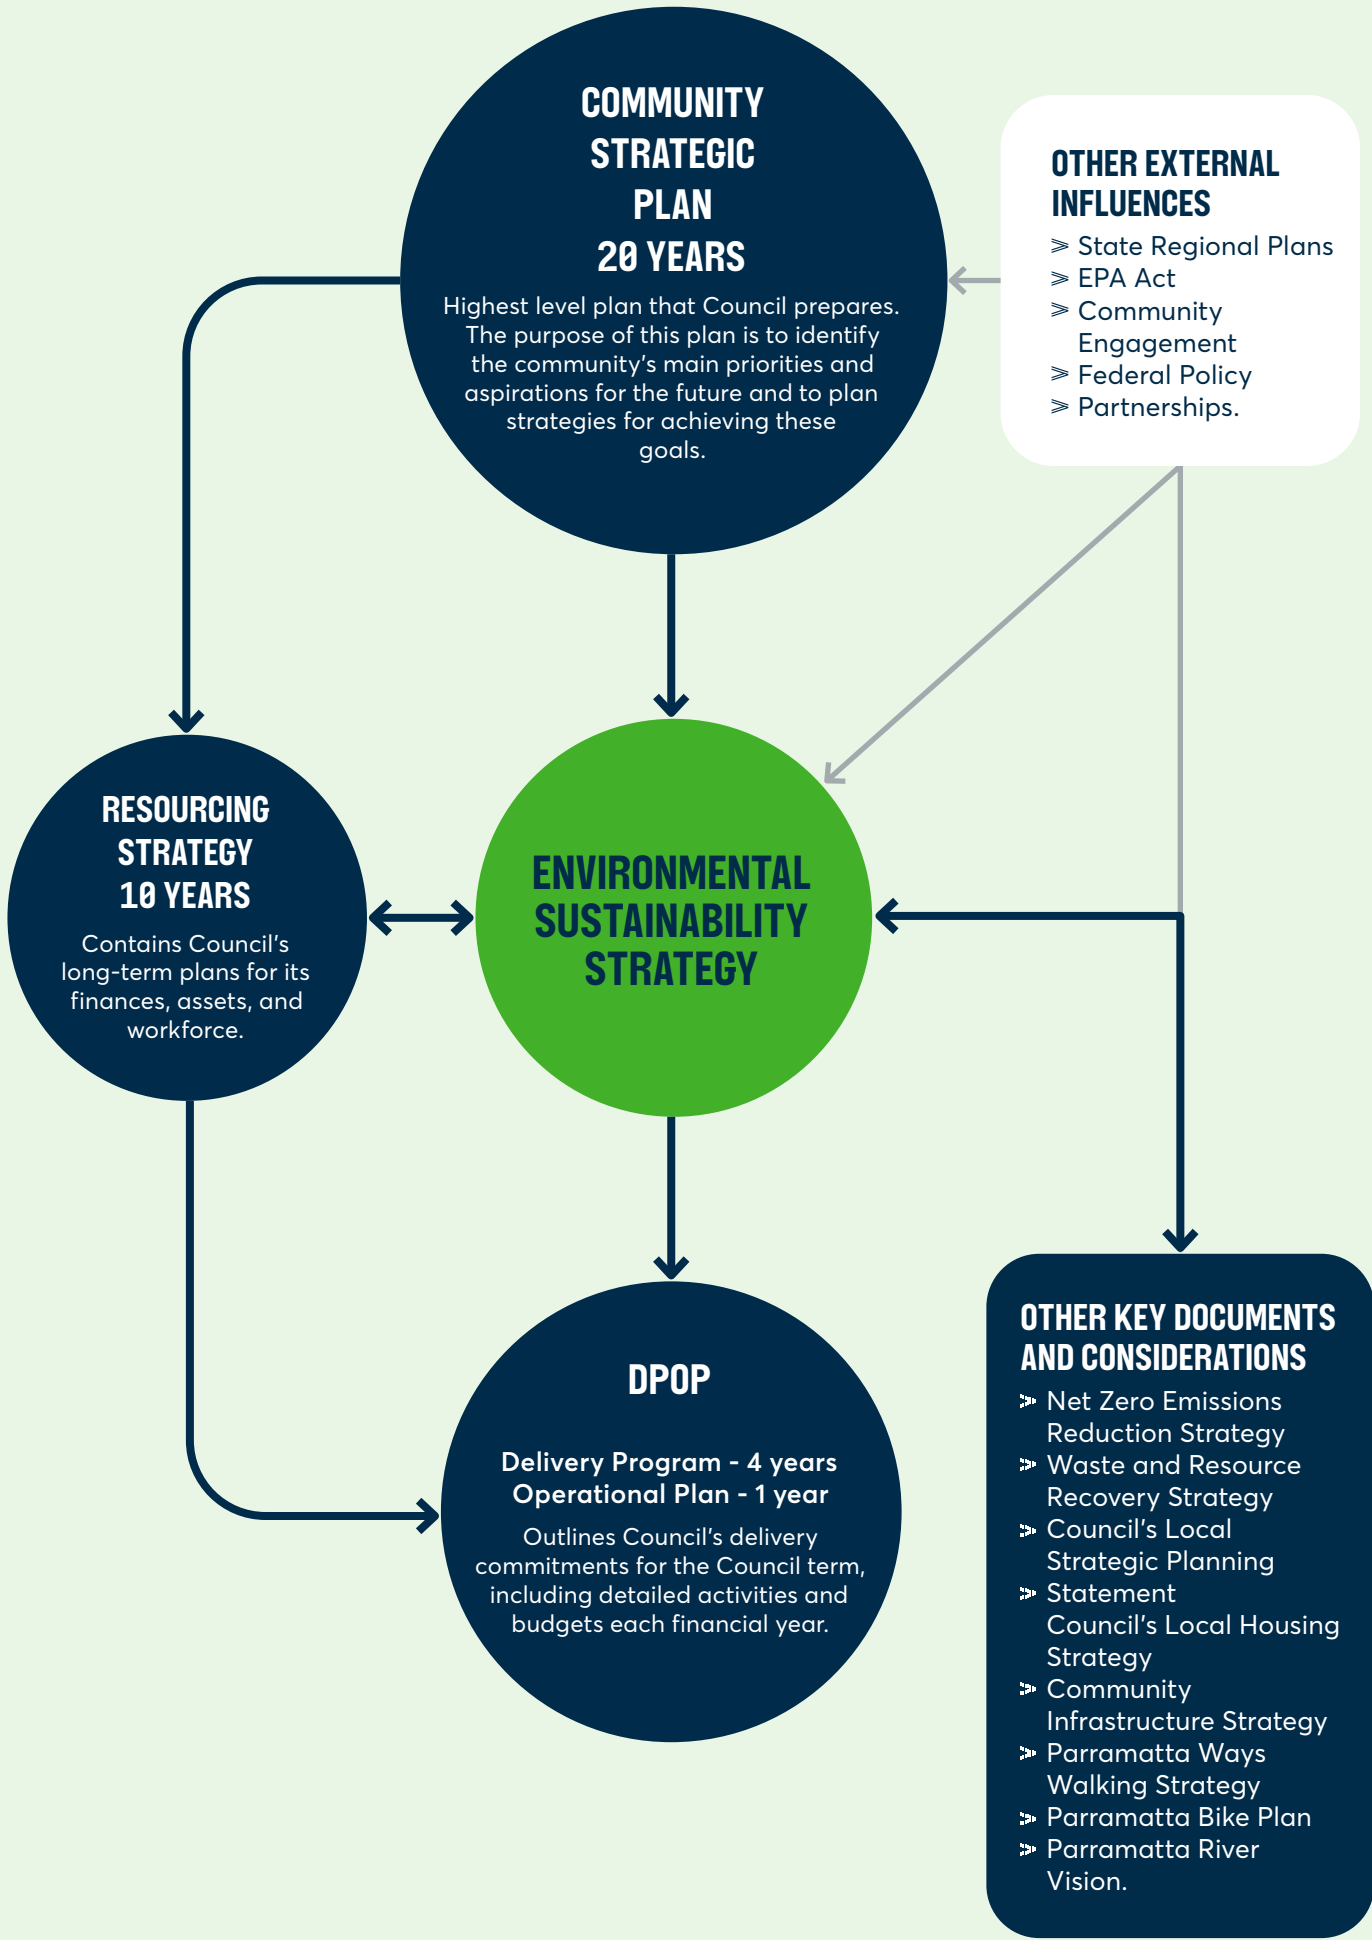 COMMUNITY
STRATEGIC
PLAN
20 YEARS
Highest level plan that Council prepares.
The purpose of this plan is to identify
the community's main priorities and
aspirations for the future and to plan
strategies for achieving these
goals.
OTHER EXTERNAL
INFLUENCES
State Regional Plans
EPA Act
Community
Engagement
Federal Policy
Partnerships.
RESOURCING
STRATEGY
10 YEARS
Contains Council's
long-term plans for its
finances, assets, and
workforce.
ENVIRONMENTAL
SUSTAINABILITY
STRATEGY
DPOP
Delivery Program - 4 years
Operational Plan - 1 year
Outlines Council's delivery
commitments for the Council term,
including detailed activities and
budgets each financial year.
OTHER KEY DOCUMENTS
AND CONSIDERATIONS
Net Zero Emissions
Reduction Strategy
Waste and Resource
Recovery Strategy
Council's Local
Strategic Planning
Statement
Council's Local Housing
Strategy
Community
Infrastructure Strategy
Parramatta Ways
Walking Strategy
Parramatta Bike Plan
Parramatta River
Vision.